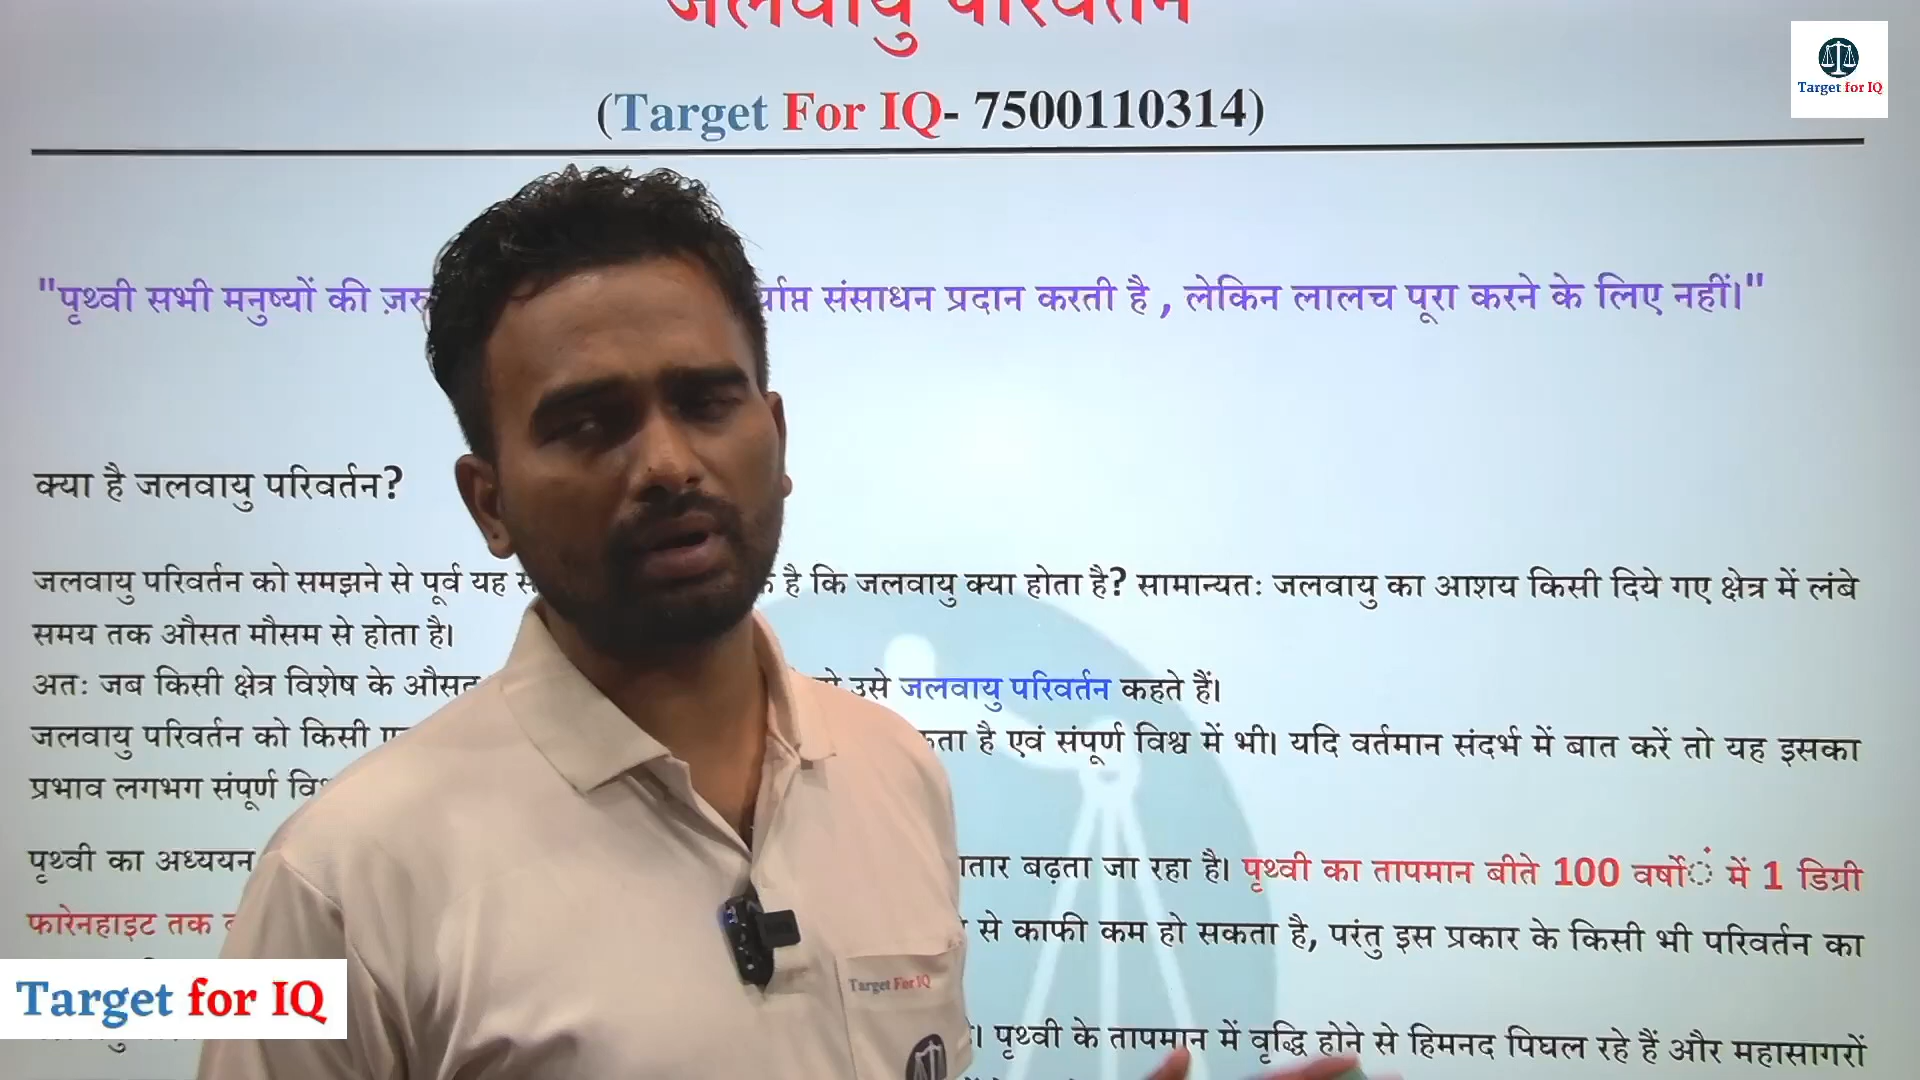 जलवायु परिवर्तन
(Target For IQ- 7500110314)
Target for IQ
"पृथ्वी सभी मनुष्यों की र्याप्त संसाधन प्रदान करती है , लेकिन लालच पूरा करने के लिए नहीं।"
क्या है जलवायु परिवर्तन?
जलवायु परिवर्तन को समझने से पूर्व यह है कि जलवायु क्या होता है? सामान्यतः जलवायु का आशय किसी दिये गए क्षेत्र में लंबे
समय तक औसत मौसम से होता है।
अतः जब किसी क्षेत्र विशेष के औसत उसे जलवायु परिवर्तन कहते हैं।
जलवायु परिवर्तन को किसी है एवं संपूर्ण विश्व में भी। यदि वर्तमान संदर्भ में बात करें तो यह इसका
प्रभाव लगभग संपूर्ण
पृथ्वी का अध्ययन बढ़ता जा रहा है। पृथ्वी का तापमान बीते 100 वर्षों ं में 1 डिग्री
फारेनहाइट तक से काफी कम हो सकता है, परंतु इस प्रकार के किसी भी परिवर्तन का
। पृथ्वी के तापमान में वृद्धि होने से हिमनद पिघल रहे हैं और महासागरों
Target For IQ
Target for IQ